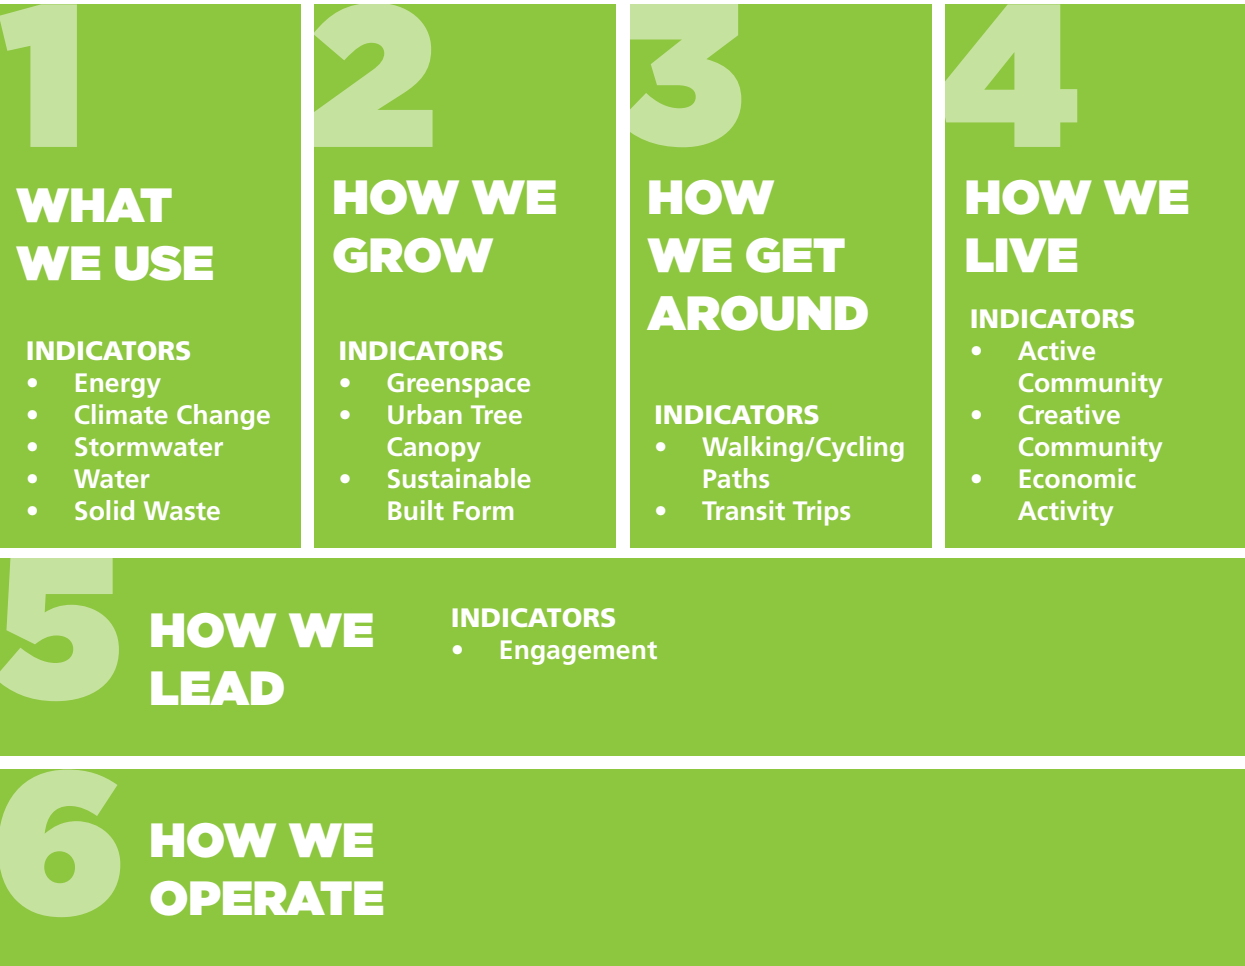 1
WHAT
WE USE
INDICATORS
• Energy
• Climate Change
• Stormwater
• Water
• Solid Waste
2
HOW WE
GROW
INDICATORS
• Greenspace
• Urban Tree
Canopy
• Sustainable
Built Form
3
HOW
WE GET
AROUND
INDICATORS
• Walking/Cycling
Paths
• Transit Trips
4
HOW WE
LIVE
INDICATORS
• Active
Community
• Creative
Community
• Economic
Activity
5
HOW WE
LEAD
INDICATORS
• Engagement
6
HOW WE
OPERATE